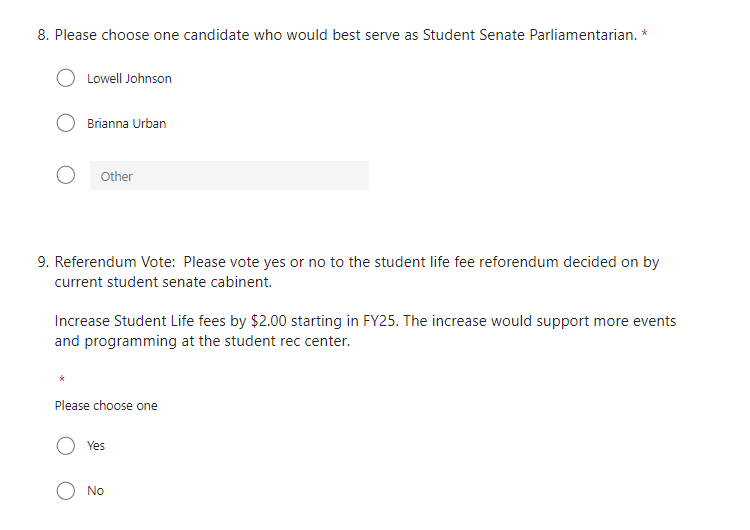 8. Please choose one candidate who would best serve as Student Senate Parliamentarian. *
Lowell Johnson
Brianna Urban
Other
9. Referendum Vote: Please vote yes or no to the student life fee reforendum decided on by
current student senate cabinent.
Increase Student Life fees by $2.00 starting in FY25. The increase would support more events
and programming at the student rec center.
*
Please choose one
Yes
No